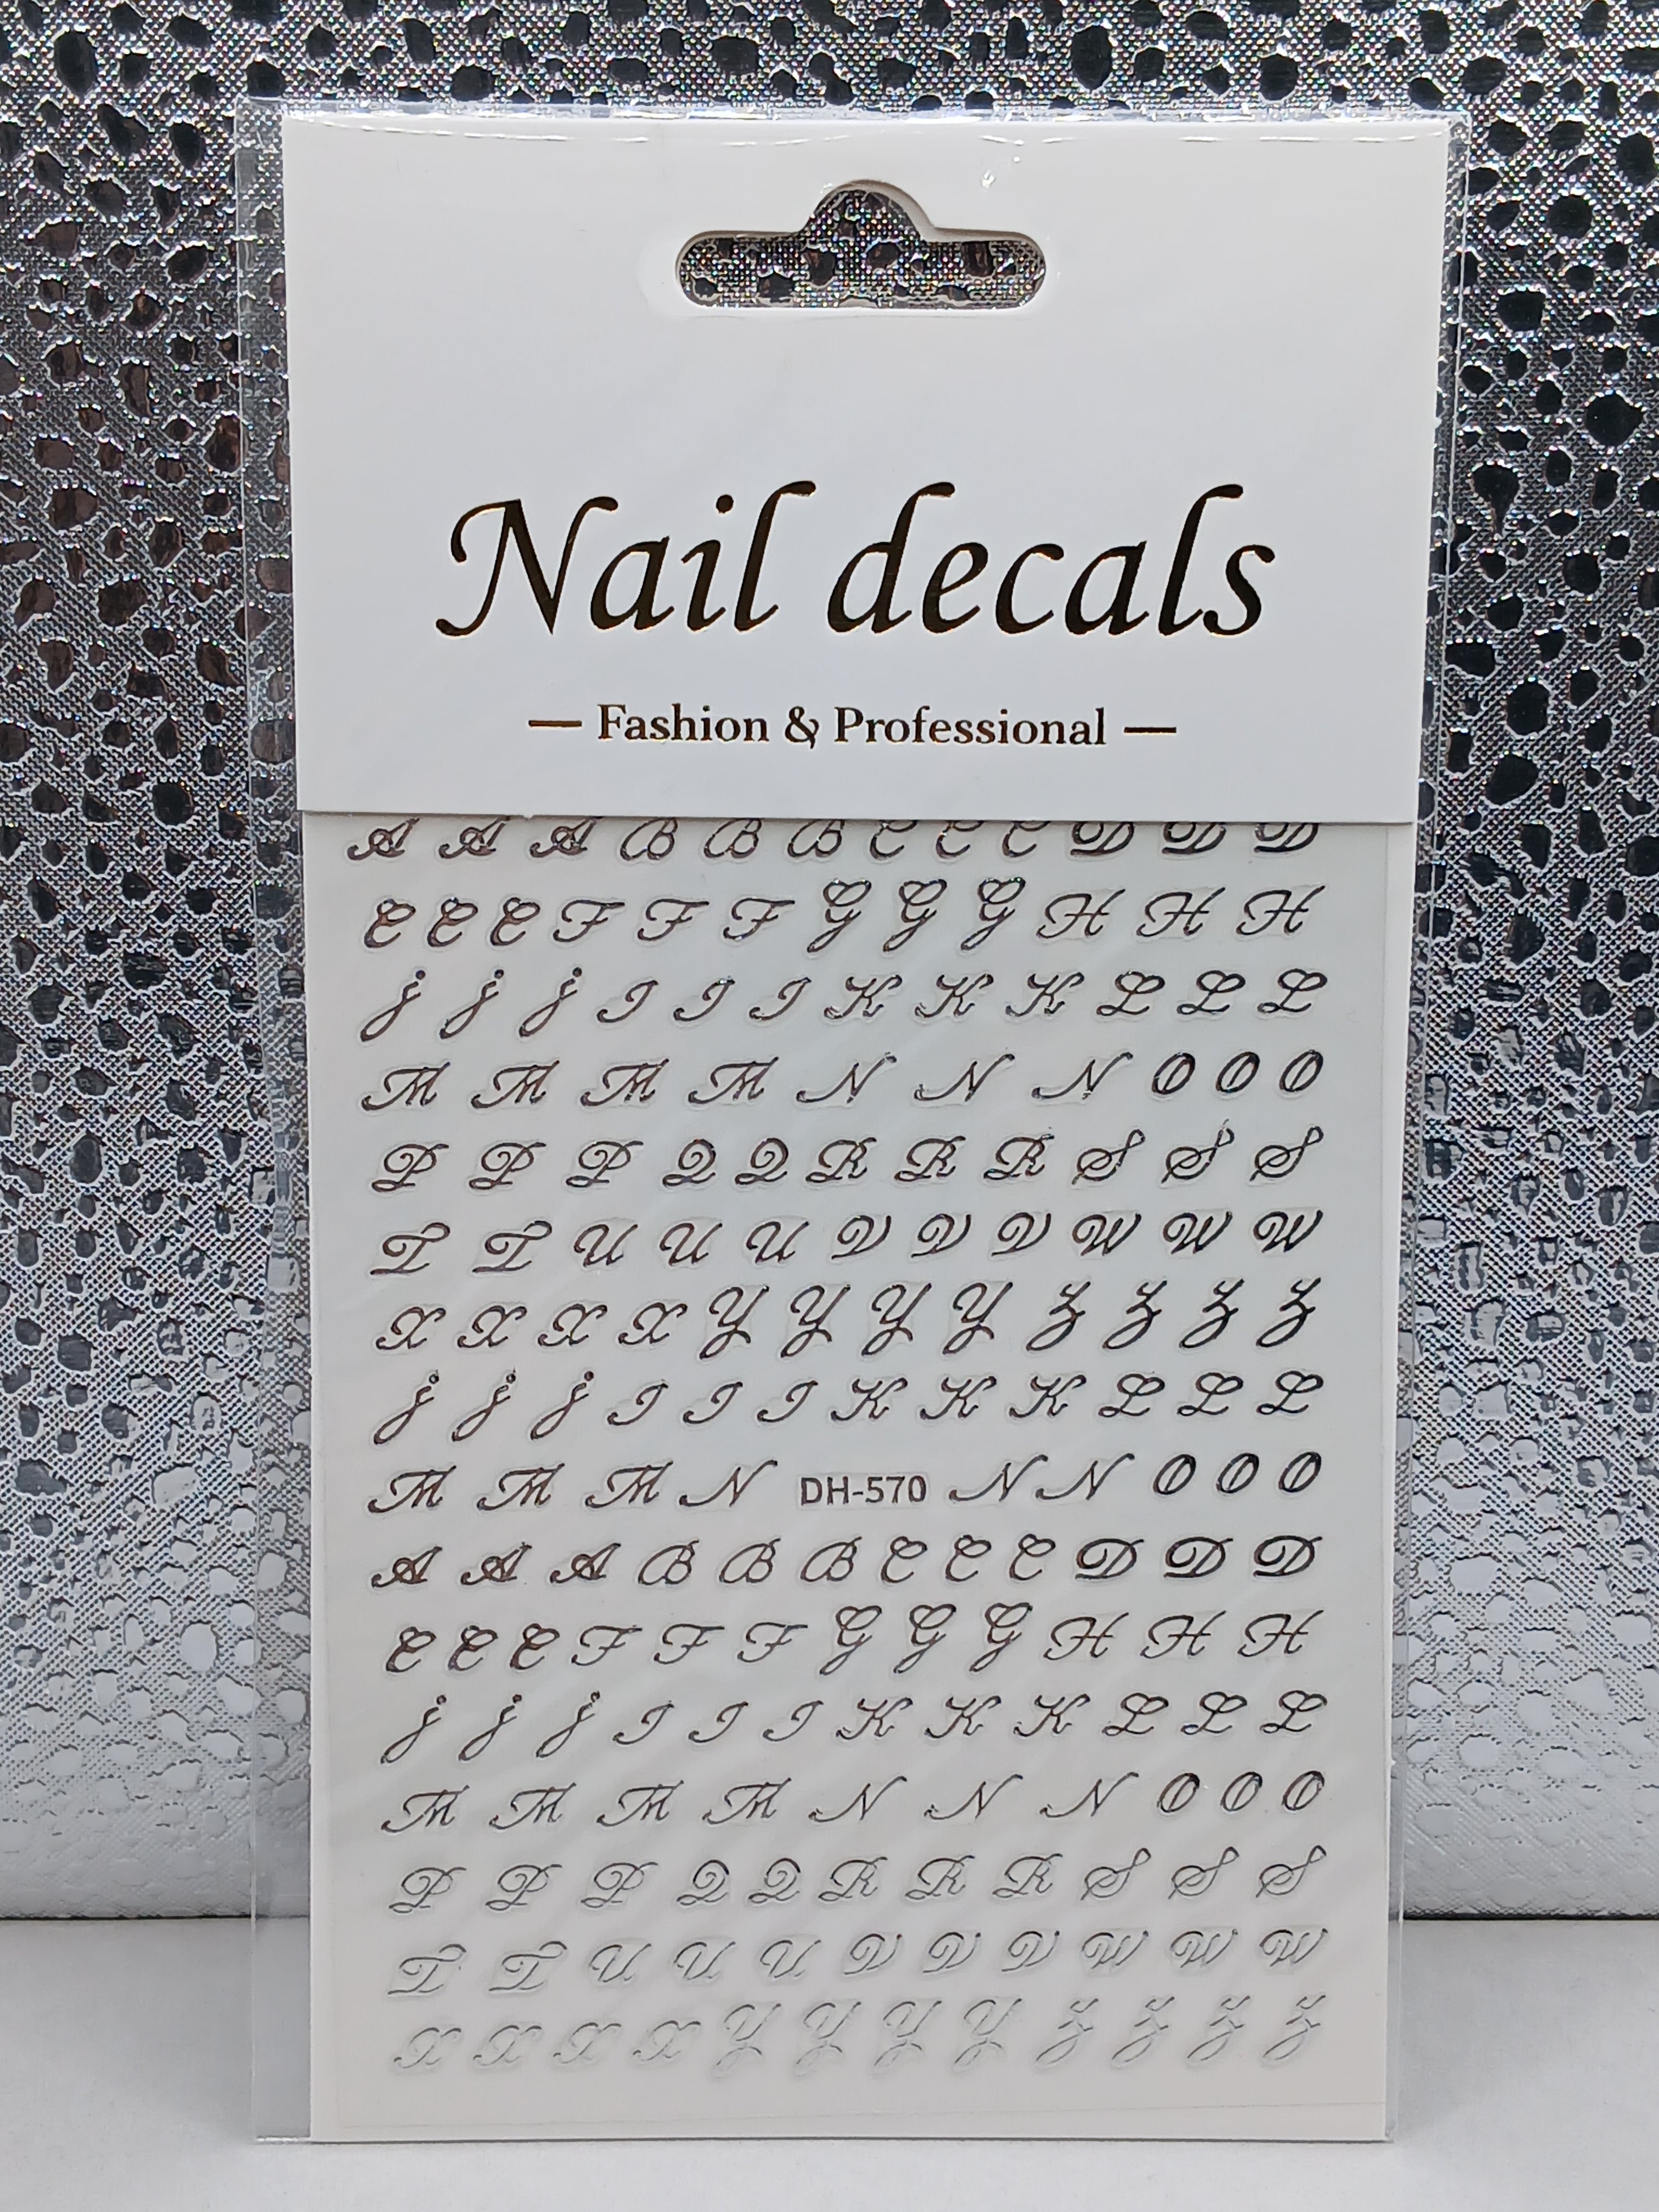 Nail decals
— Fashion & Professional —
A A A B B B C C C D D D
E E E F F F G G G H H H
J J J I I I K K K L L L
M M M M N N N O O O
P P P Q Q R R R S S S
T T U U U V V V W W W
X X X X Y Y Y Y Z Z Z Z
J J J I I I K K K L L L
M M M N DH-570 N N O O O
A A A B B B C C C D D D
E E E F F F G G G H H H
J J J I I I K K K L L L
M M M M N N N O O O
P P P Q Q R R R S S S
T T U U U V V V W W W
X X X X Y Y Y Y Z Z Z Z